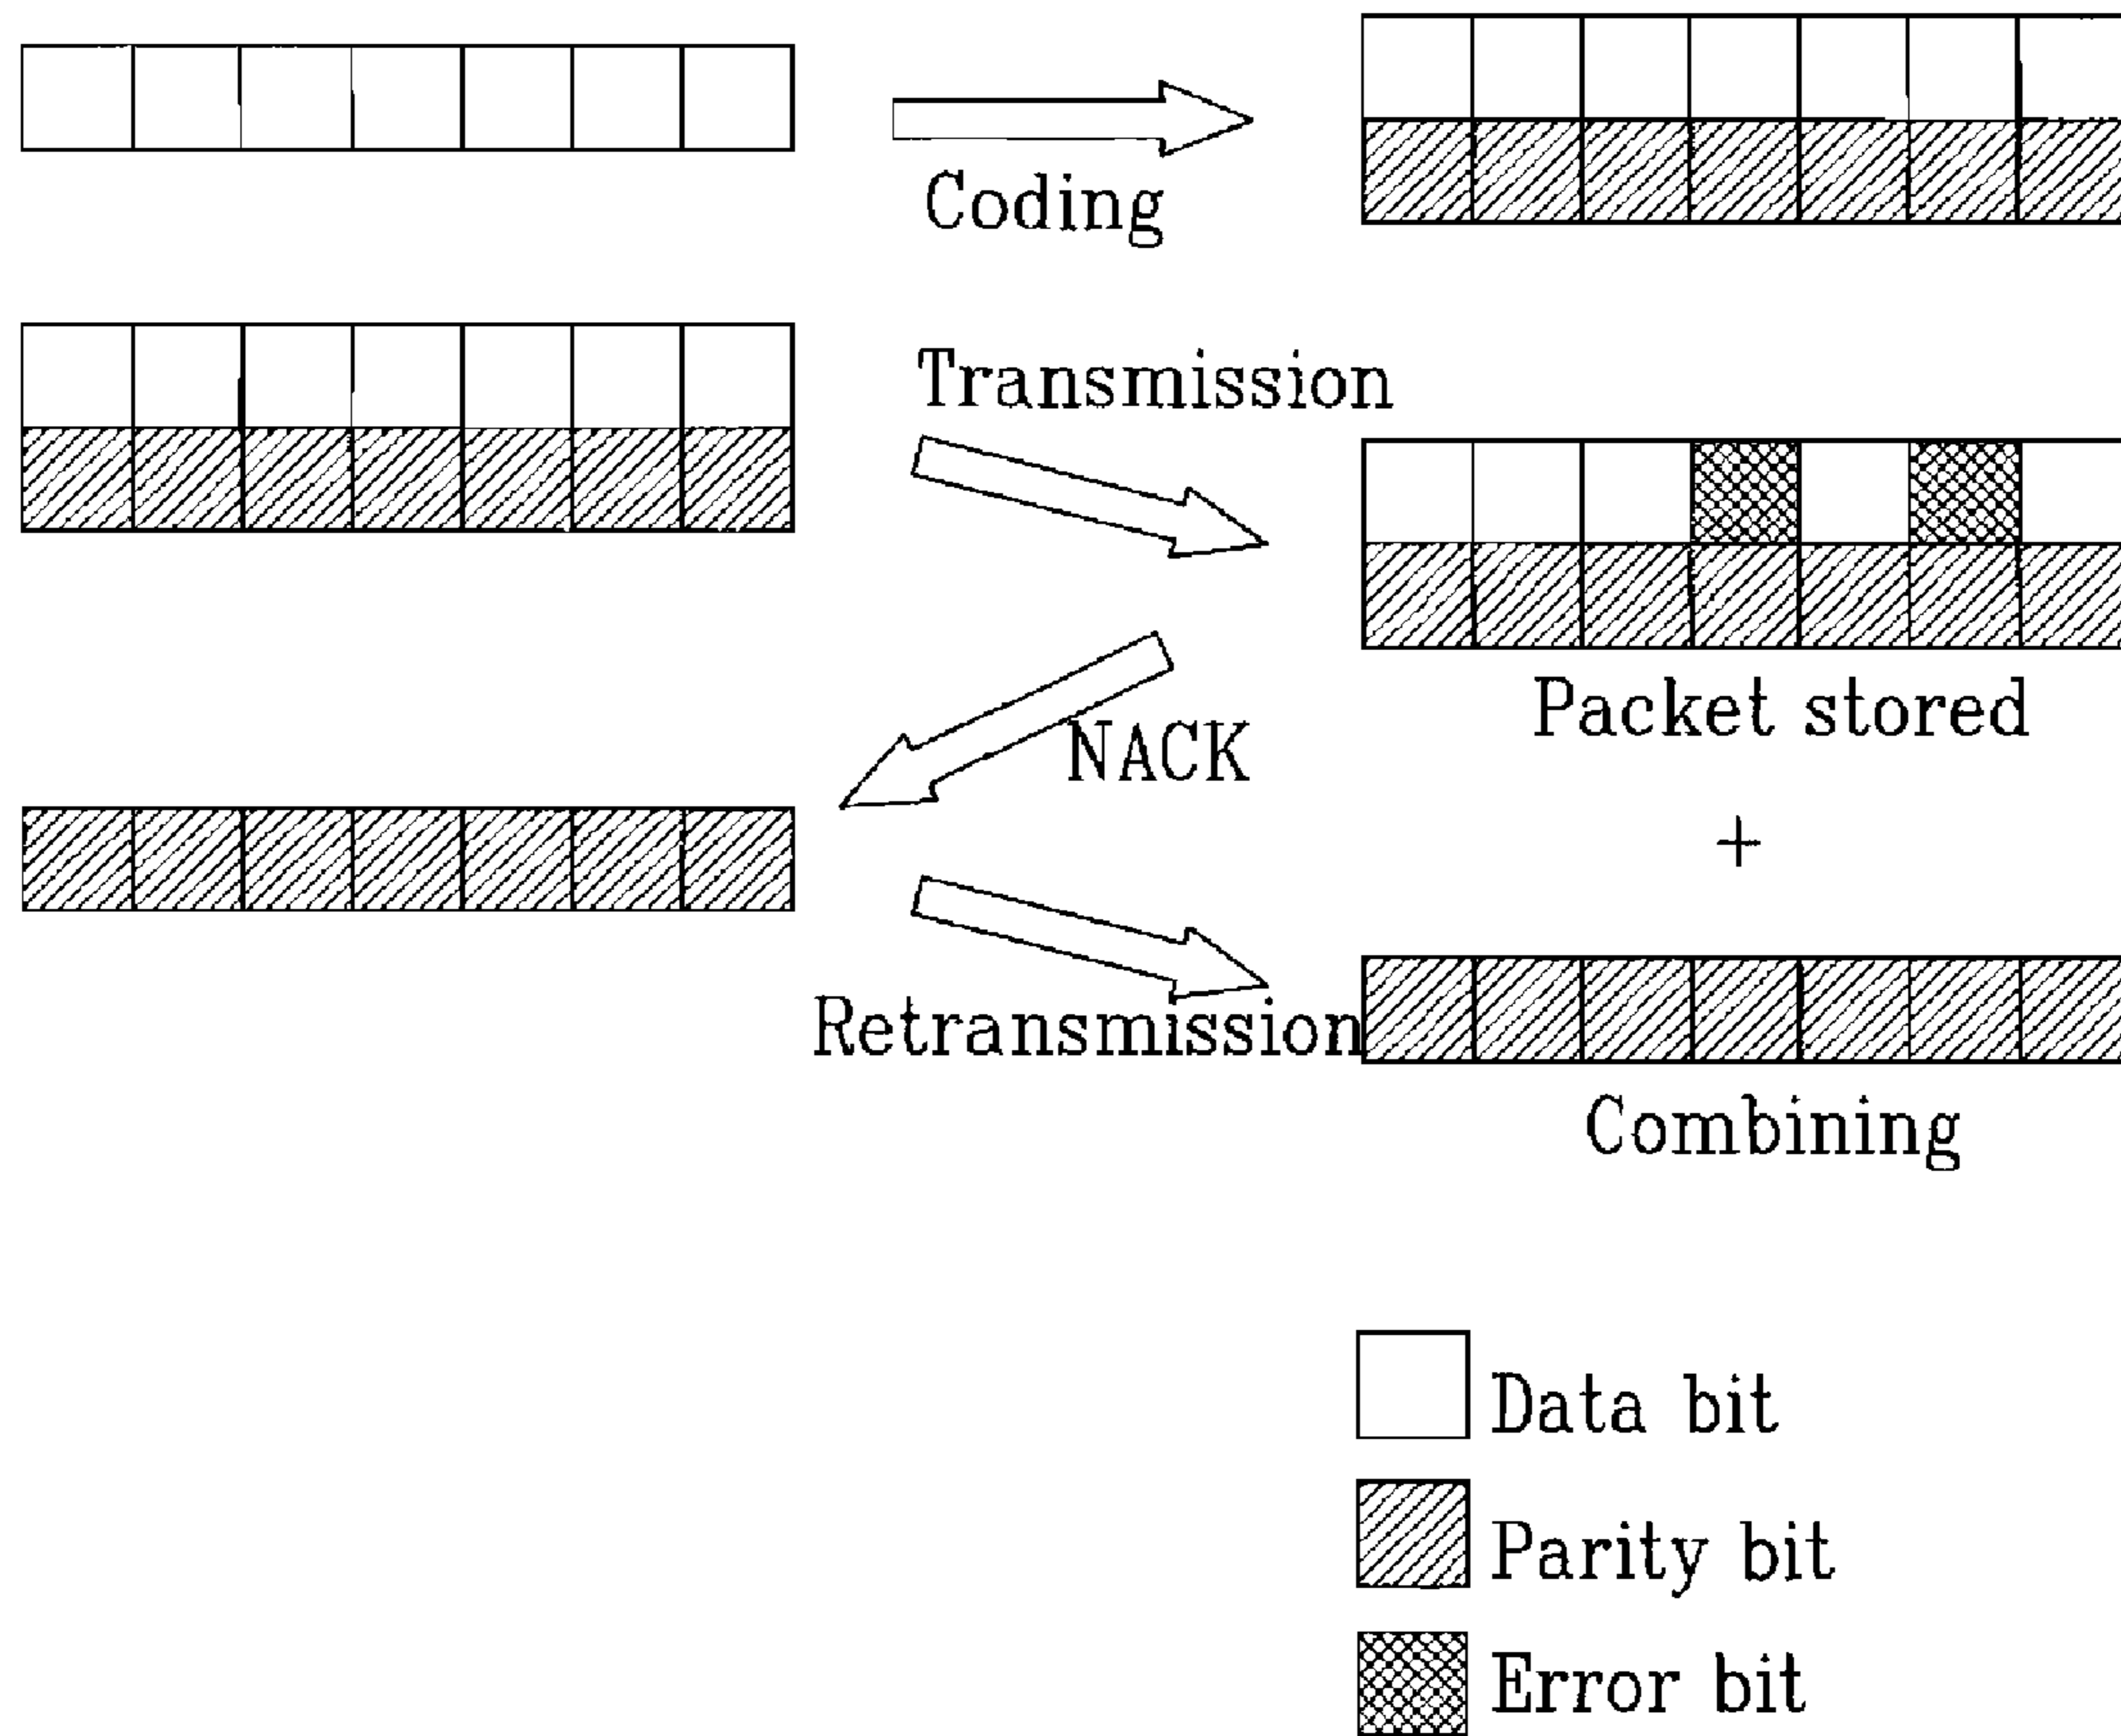 Coding
Transmission
Packet stored
NACK
+
Retransmission
Combining
Data bit
Parity bit
Error bit